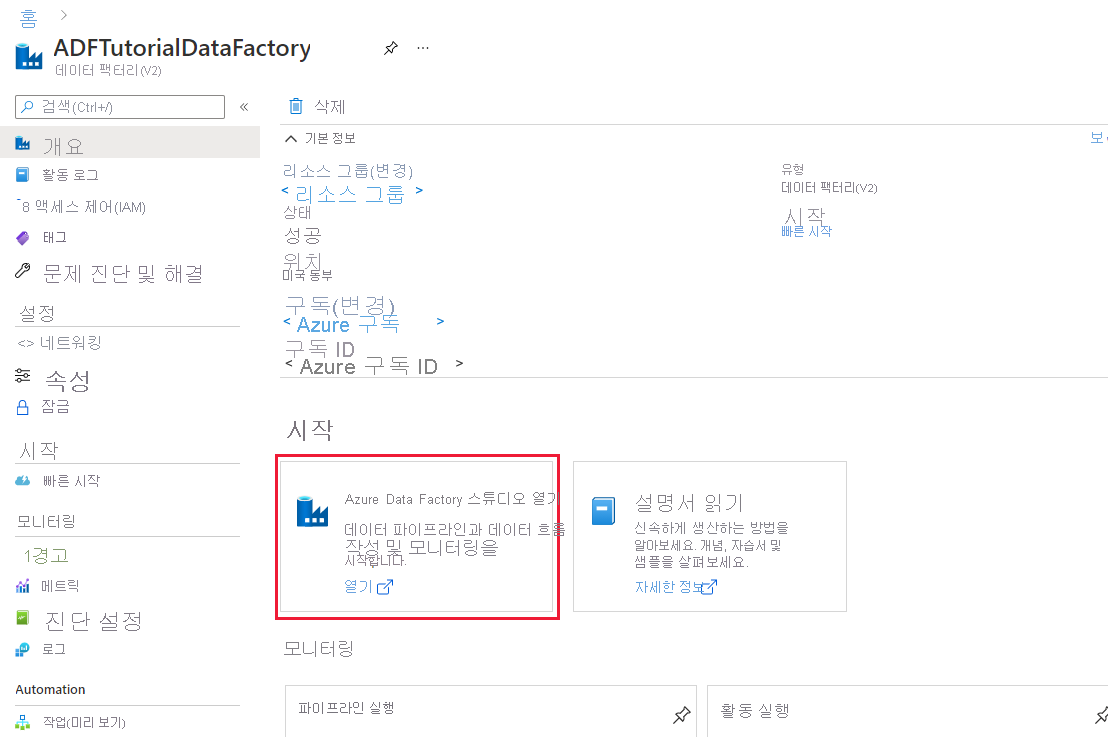 홈
ADFTutorialDataFactory
데이터 팩터리(V2)
검색(Ctrl+/)
«
개요
활동 로그
8 액세스 제어(IAM)
태그
문제 진단 및 해결
설정
<> 네트워킹
속성
잠금
시작
빠른 시작
모니터링
1경고
메트릭
진단 설정
로그
Automation
작업(미리 보기)
삭제
기본 정보
보
리소스 그룹(변경)
< 리소스 그룹 >
상태
성공
위치
미국 동부
구독(변경)
< Azure 구독 >
구독 ID
< Azure 구독 ID >
유형
데이터 팩터리(V2)
시작
빠른 시작
시작
Azure Data Factory 스튜디오 열기
데이터 파이프라인과 데이터 흐름
작성 및 모니터링을
시작합니다.
열기
설명서 읽기
신속하게 생산하는 방법을
알아보세요. 개념, 자습서 및
샘플을 살펴보세요.
자세한 정보
모니터링
파이프라인 실행
활동 실행